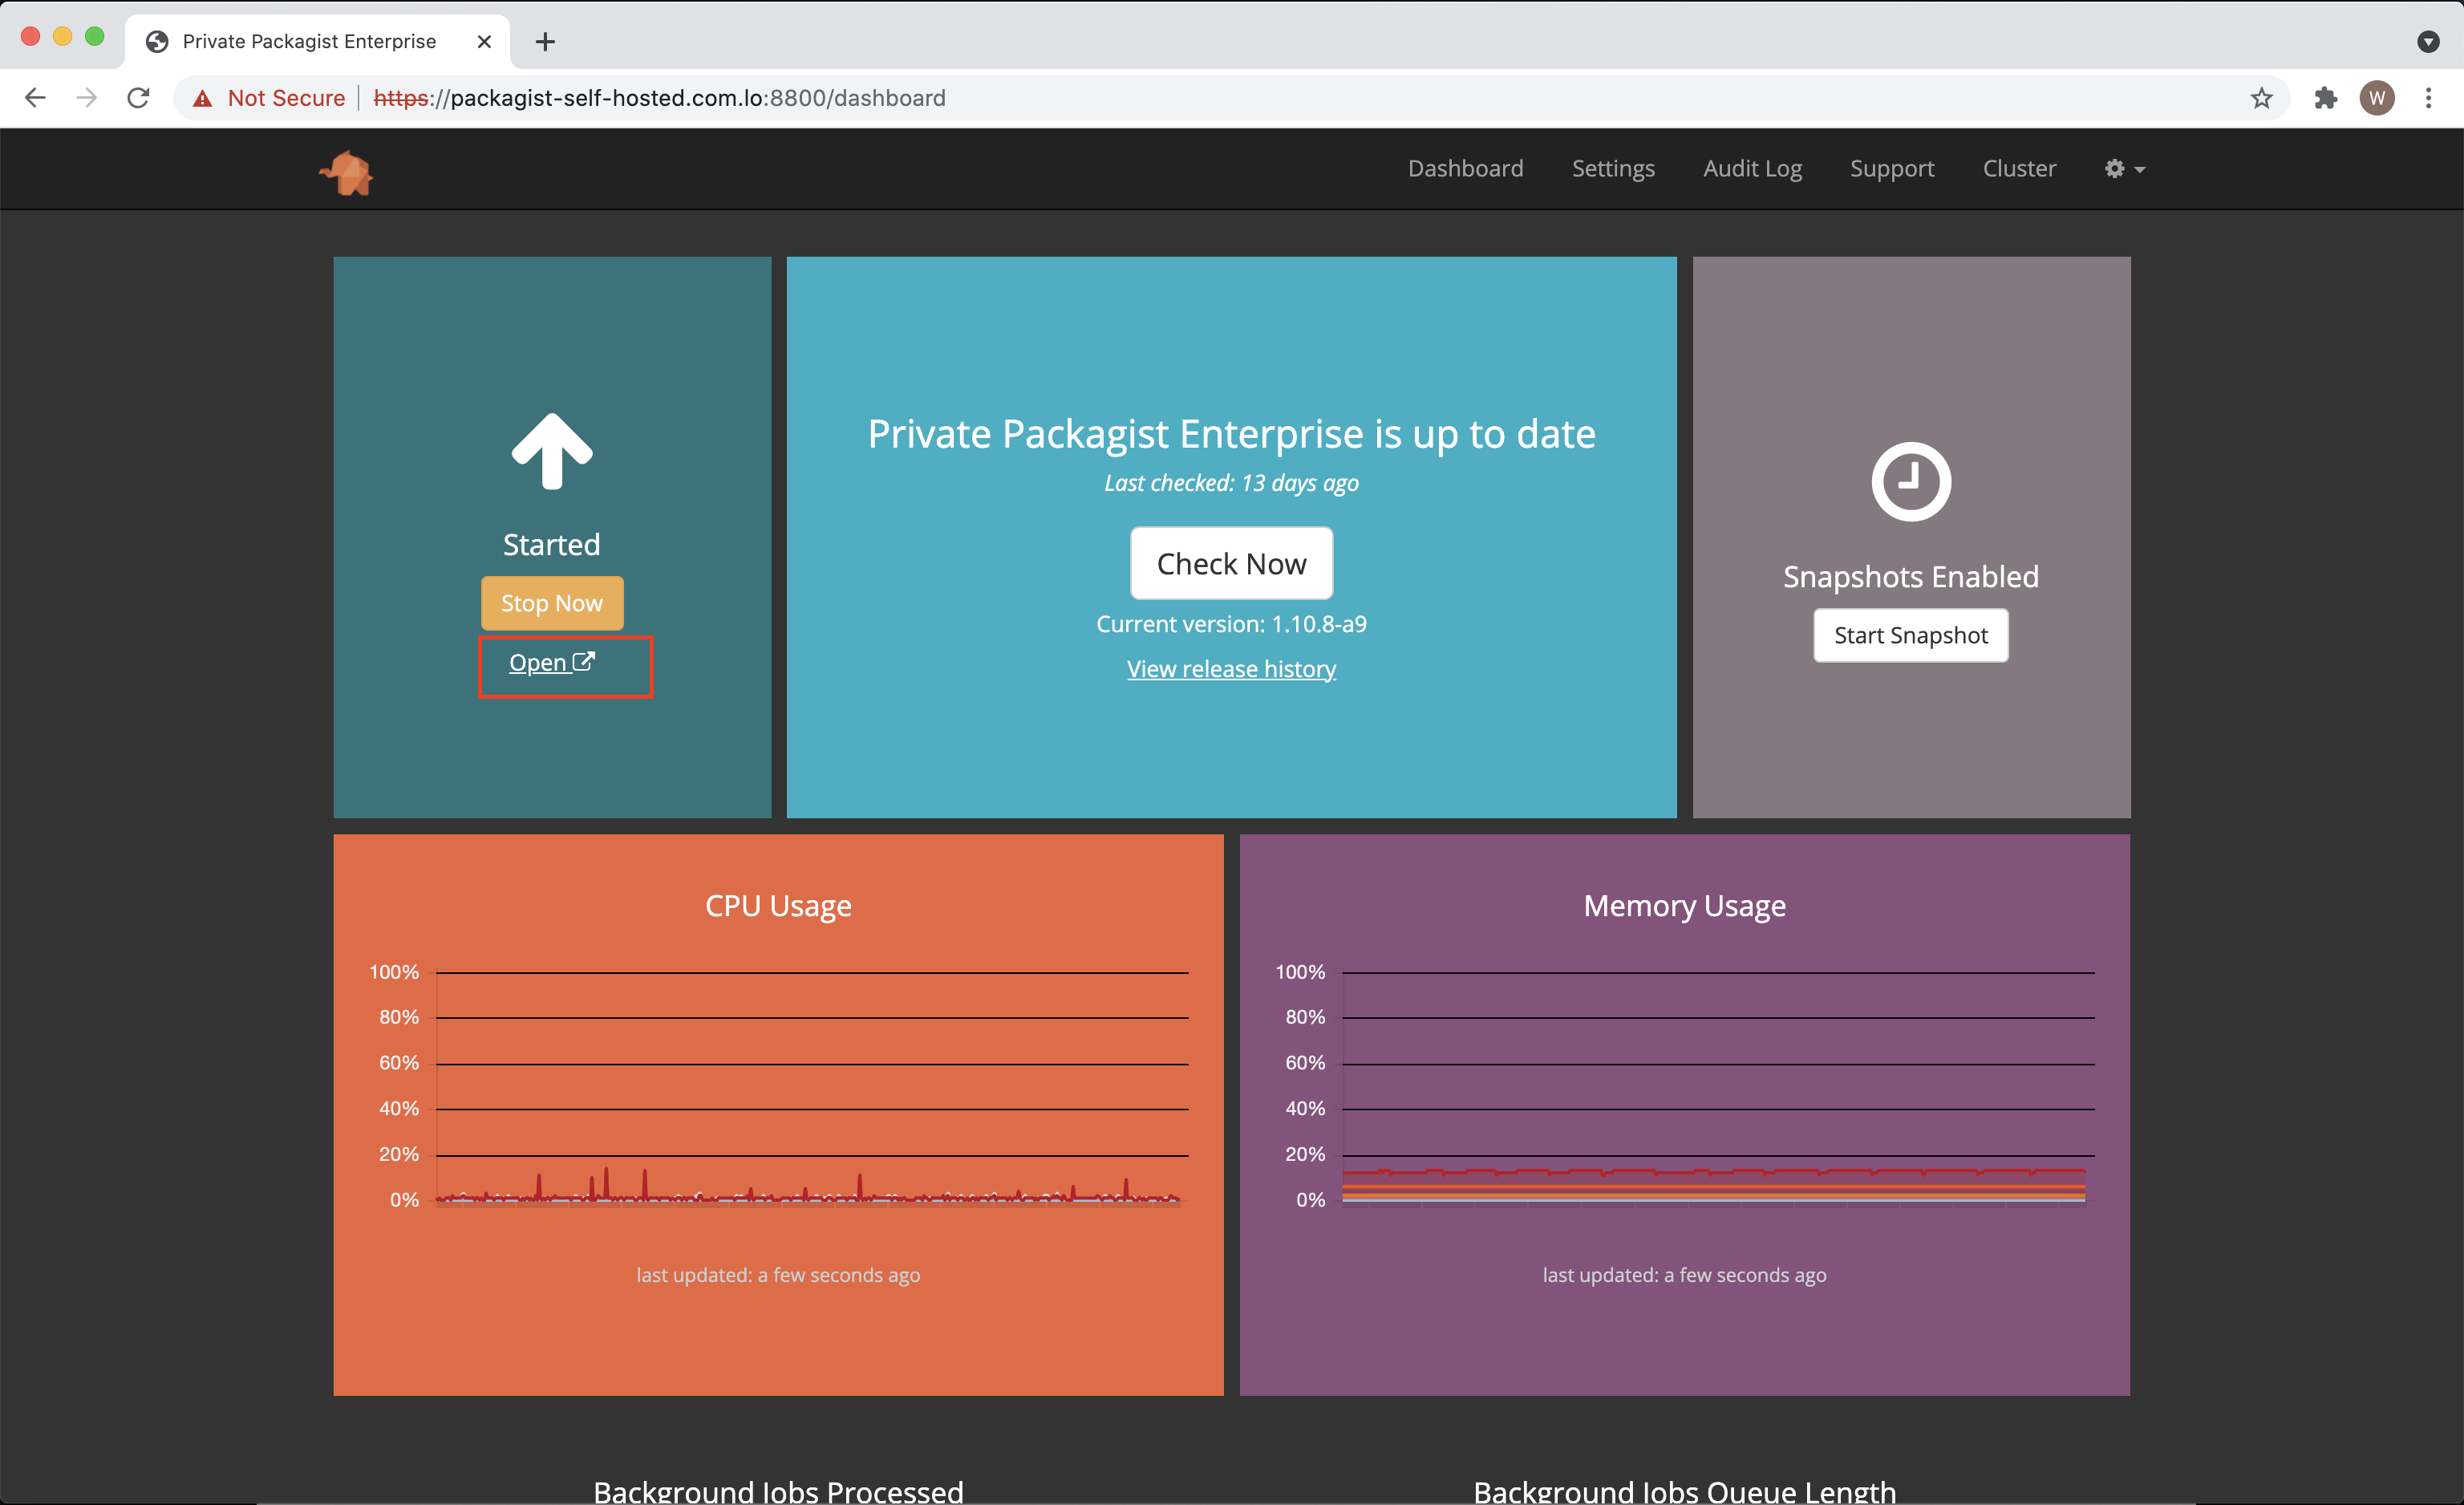 Private Packagist Enterprise
Not Secure https://packagist-self-hosted.com.lo:8800/dashboard
W
Dashboard Settings Audit Log Support Cluster
Started
Stop Now
Open
Private Packagist Enterprise is up to date
Last checked: 13 days ago
Check Now
Current version: 1.10.8-a9
View release history
Snapshots Enabled
Start Snapshot
CPU Usage
100%
80%
60%
40%
20%
0%
last updated: a few seconds ago
Memory Usage
100%
80%
60%
40%
20%
0%
last updated: a few seconds ago
Background Jobs Processed
Background Jobs Queue Length